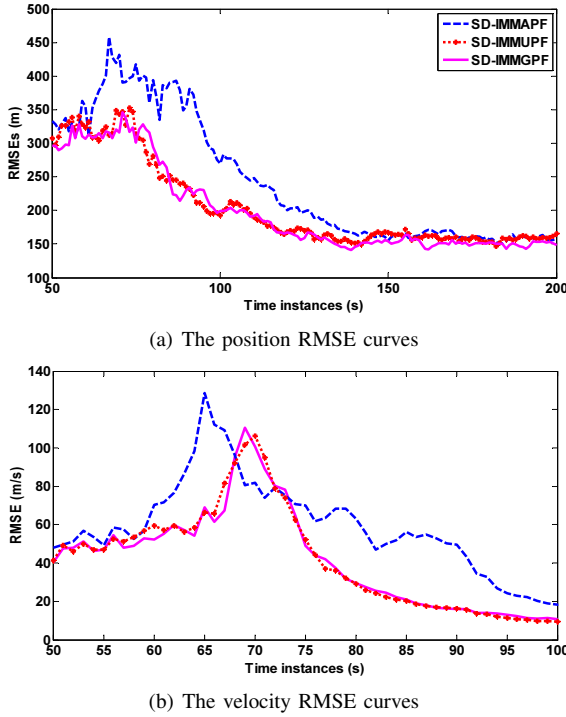 500
450
400
350
300
250
200
150
100
RMSEs (m)
SD-IMMAPF
SD-IMMUPF
SD-IMMGPF
50 100 150 200
Time instances (s)
(a) The position RMSE curves
140
120
100
80
60
40
20
0
RMSE (m/s)
50 55 60 65 70 75 80 85 90 95 100
Time instances (s)
(b) The velocity RMSE curves